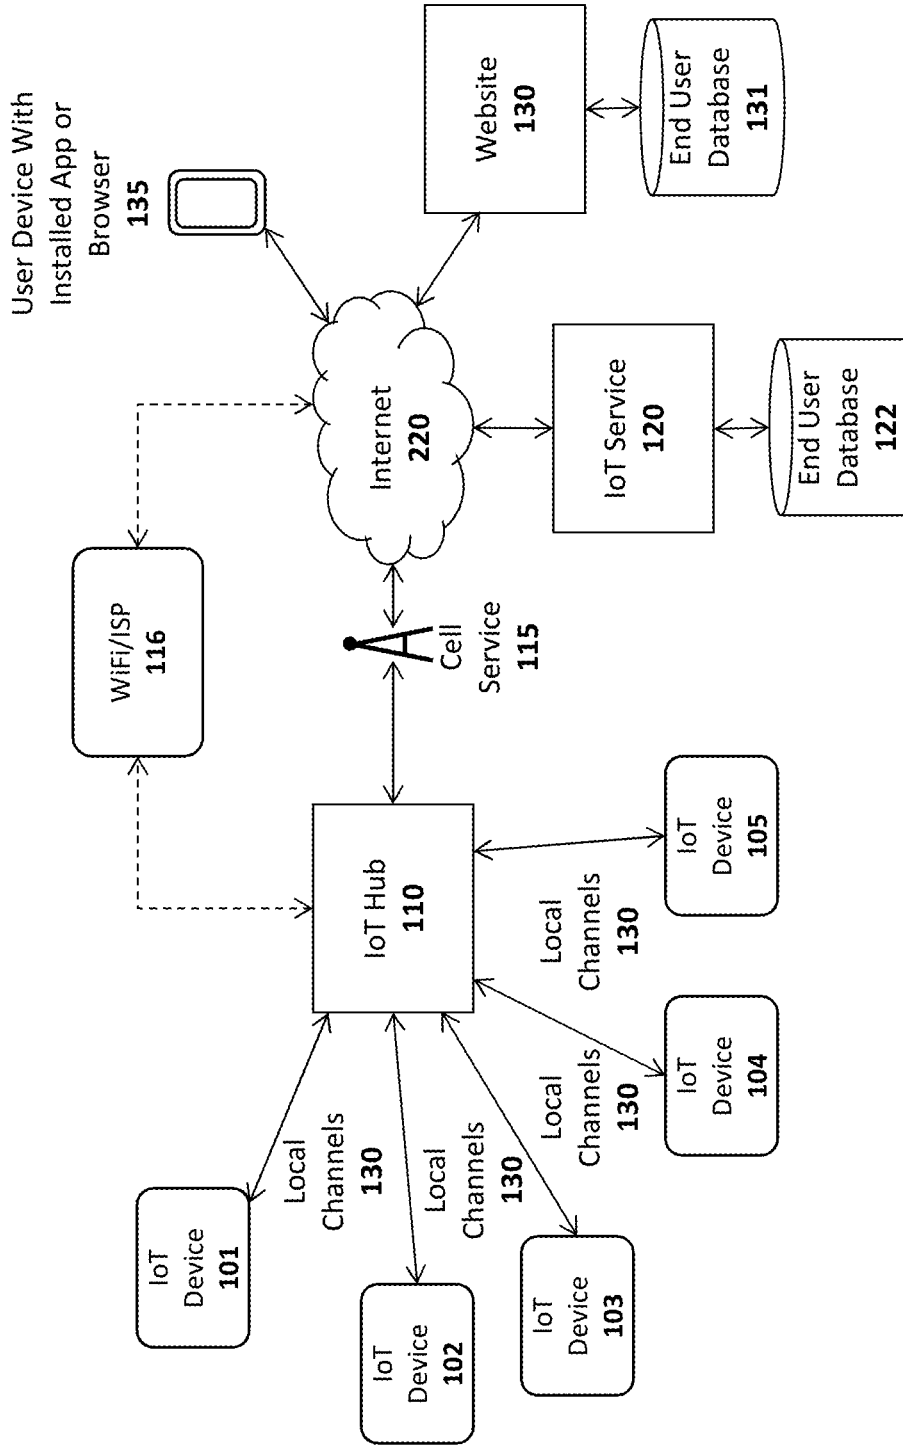 User Device With
Installed App or
Browser
135
WiFi/ISP
116
IoT
Device
101
Local
Channels
130
IoT Hub
110
Internet
220
IoT
Device
102
Local
Channels
130
Cell
Service
115
Website
130
IoT
Device
103
Local
Channels
130
Local
Channels
130
IoT Service
120
IoT
Device
104
IoT
Device
105
End User
Database
131
End User
Database
122